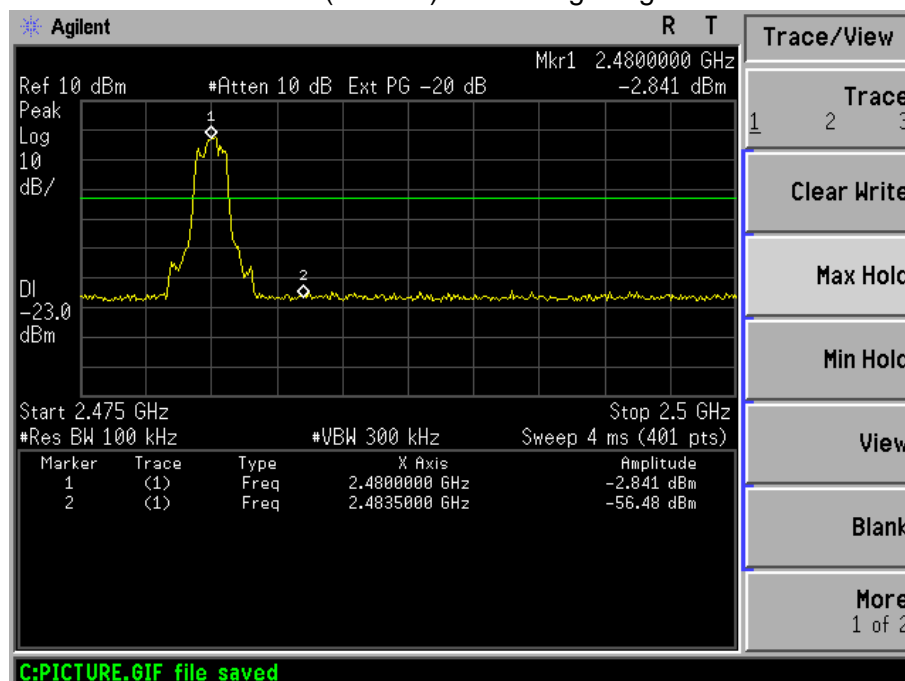 Agilent R T
Trace/View
Mkr1 2.4800000 GHz
Ref 10 dBm #Atten 10 dB Ext PG -20 dB -2.841 dBm
Peak
Log
10
dB/
1
2
DI
-23.0
dBm
Start 2.475 GHz Stop 2.5 GHz
#Res BW 100 kHz #VBW 300 kHz Sweep 4 ms (401 pts)
Marker Trace Type X Axis Amplitude
1 (1) Freq 2.4800000 GHz -2.841 dBm
2 (1) Freq 2.4835000 GHz -56.48 dBm
Trace
1 2 3
Clear Write
Max Hold
Min Hold
View
Blank
More
1 of 2
C:PICTURE.GIF file saved